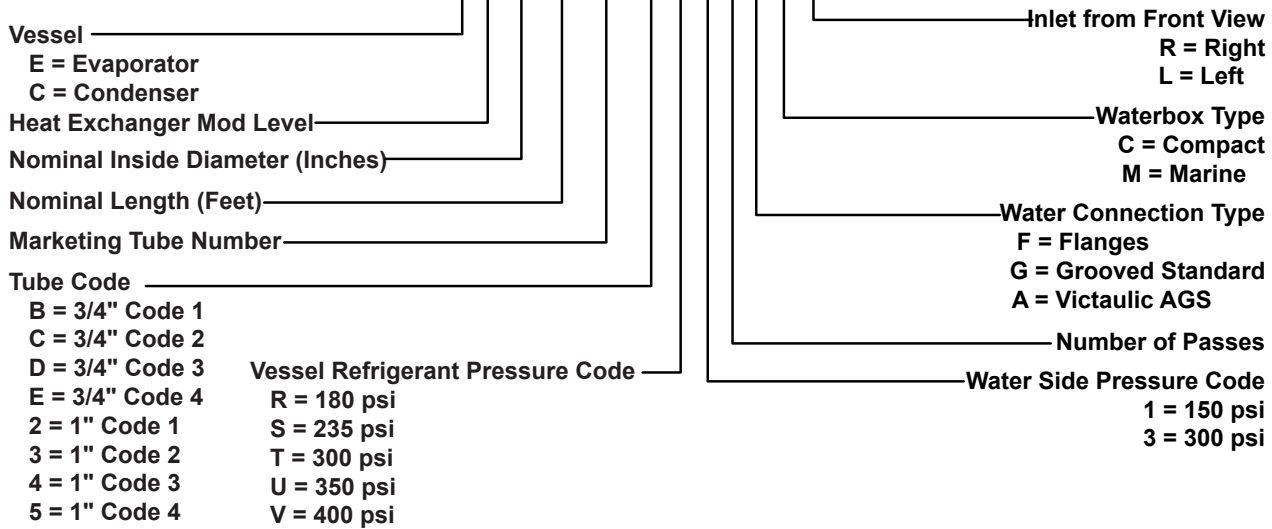 Vessel
E = Evaporator
C = Condenser
Heat Exchanger Mod Level
Nominal Inside Diameter (Inches)
Nominal Length (Feet)
Marketing Tube Number
Tube Code
B = 3/4" Code 1
C = 3/4" Code 2
D = 3/4" Code 3
E = 3/4" Code 4
2 = 1" Code 1
3 = 1" Code 2
4 = 1" Code 3
5 = 1" Code 4
Vessel Refrigerant Pressure Code
R = 180 psi
S = 235 psi
T = 300 psi
U = 350 psi
V = 400 psi
Inlet from Front View
R = Right
L = Left
Waterbox Type
C = Compact
M = Marine
Water Connection Type
F = Flanges
G = Grooved Standard
A = Victaulic AGS
Number of Passes
Water Side Pressure Code
1 = 150 psi
3 = 300 psi